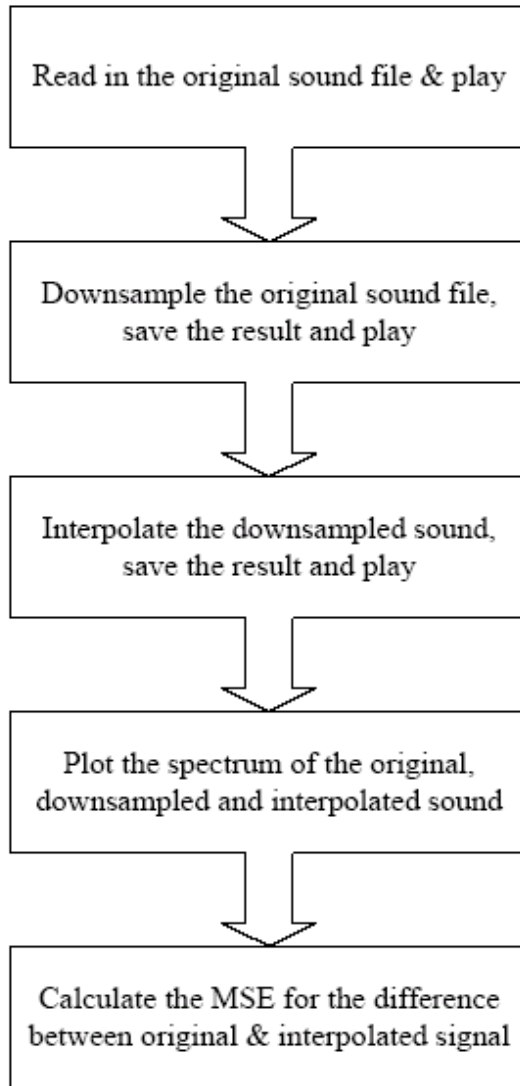 Read in the original sound file & play
Downsample the original sound file,
save the result and play
Interpolate the downsampled sound,
save the result and play
Plot the spectrum of the original,
downsampled and interpolated sound
Calculate the MSE for the difference
between original & interpolated signal